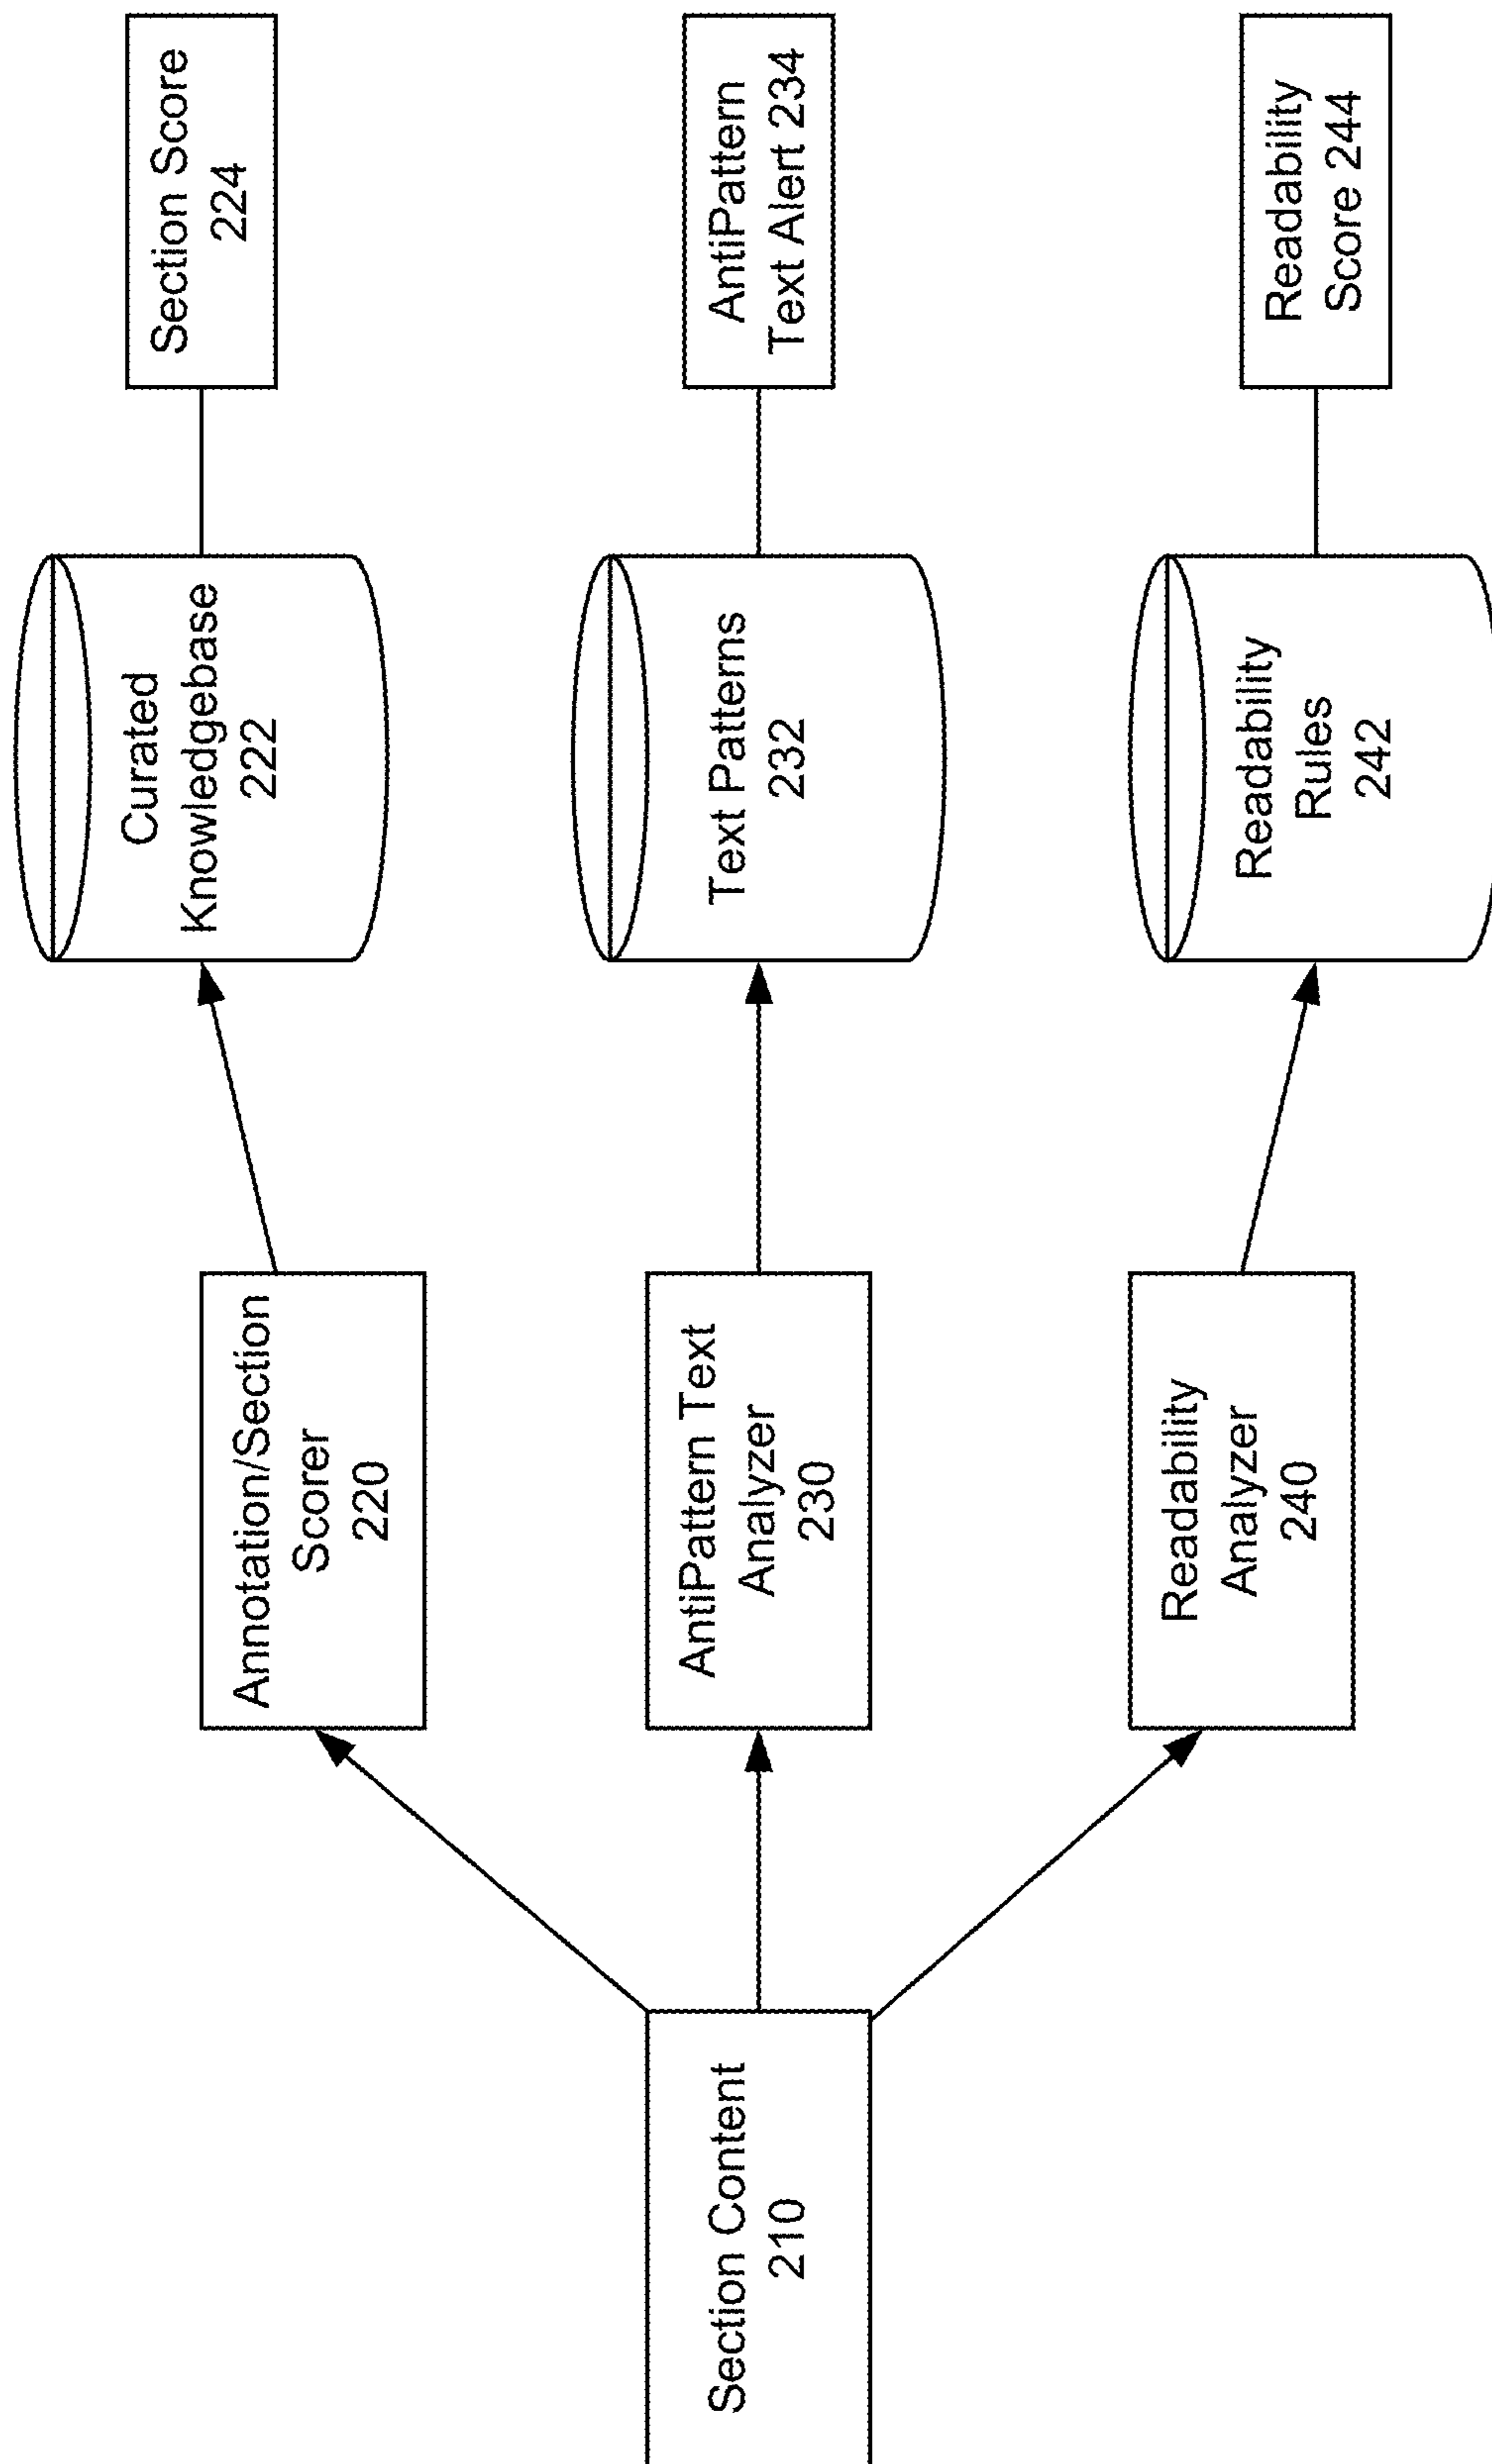 Section Content
210
Annotation/Section
Scorer
220
Curated
Knowledgebase
222
Section Score
224
AntiPattern Text
Analyzer
230
Text Patterns
232
AntiPattern
Text Alert 234
Readability
Analyzer
240
Readability
Rules
242
Readability
Score 244